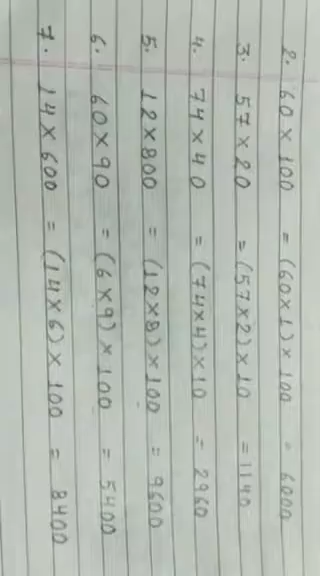 2. 60 × 100 = (60×1)×100 = 6000
3. 57×20 = (57×2)×10 = 1140
4. 74×40 = (74×4)×10 = 2960
5. 12×800 = (12×8)×100 = 9600
6. 60×90 = (6×9)×100 = 5400
7. 14×600 = (14×6)×100 = 8400